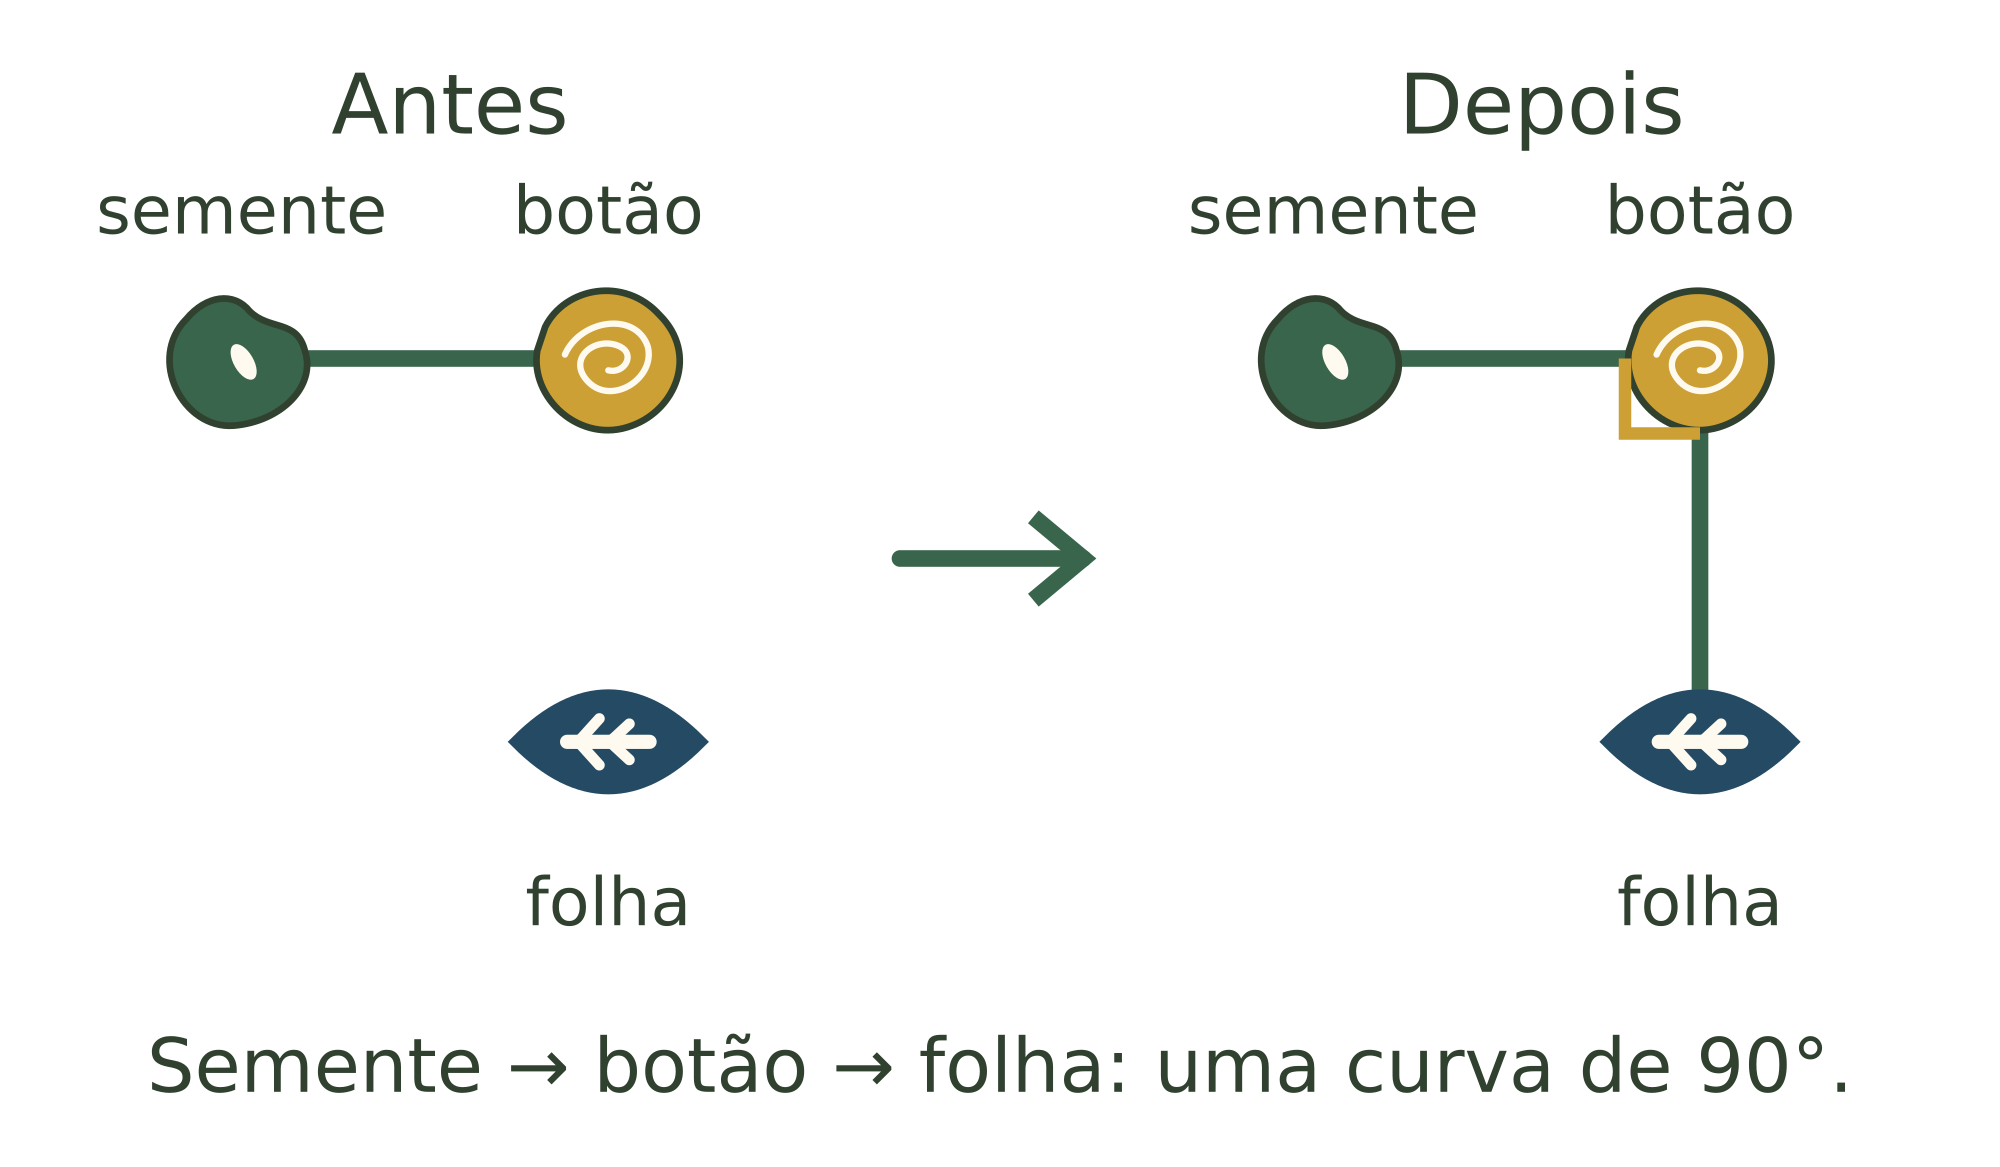 Antes
Depois
semente
botão
semente
botão
folha
folha
Semente → botão → folha: uma curva de 90°.